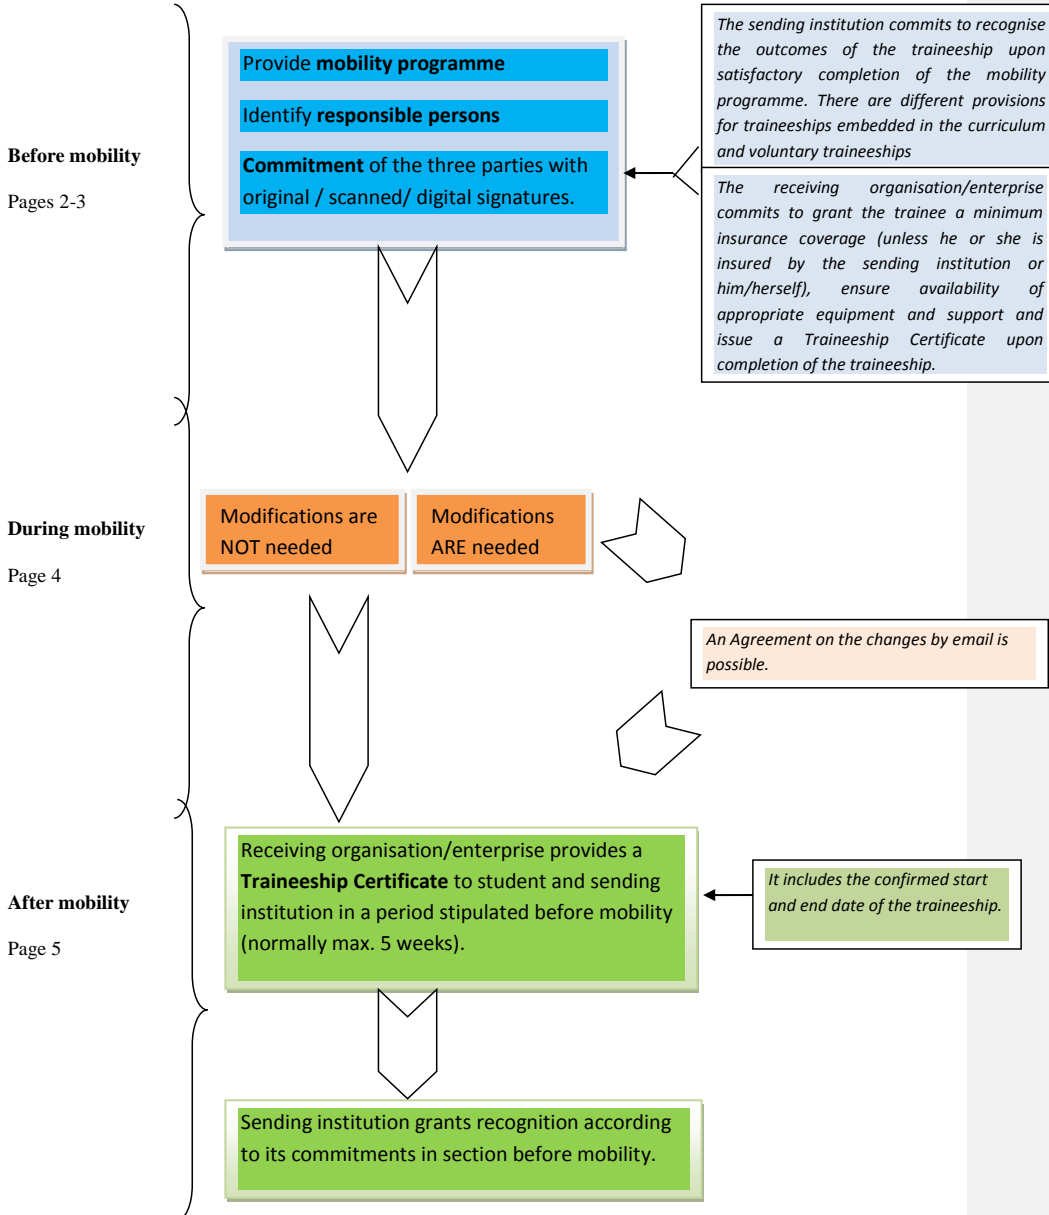 Provide mobility programme
Identify responsible persons
Commitment of the three parties with
original / scanned/ digital signatures.
The sending institution commits to recognise
the outcomes of the traineeship upon
satisfactory completion of the mobility
programme. There are different provisions
for traineeships embedded in the curriculum
and voluntary traineeships
The receiving organisation/enterprise
commits to grant the trainee a minimum
insurance coverage (unless he or she is
insured by the sending institution or
him/herself), ensure availability of
appropriate equipment and support and
issue a Traineeship Certificate upon
completion of the traineeship.
Before mobility
Pages 2-3
During mobility
Page 4
Modifications are
NOT needed
Modifications
ARE needed
An Agreement on the changes by email is
possible.
After mobility
Page 5
Receiving organisation/enterprise provides a
Traineeship Certificate to student and sending
institution in a period stipulated before mobility
(normally max. 5 weeks).
It includes the confirmed start
and end date of the traineeship.
Sending institution grants recognition according
to its commitments in section before mobility.